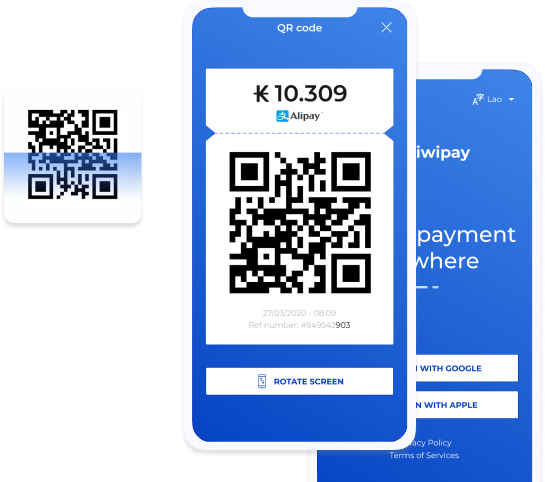 QR code
₭ 10.309
Alipay
27/03/2020 - 08:09
Ref number: #949542903
ROTATE SCREEN
Lao
iwipay
payment
where
WITH GOOGLE
N WITH APPLE
acy Policy
Terms of Services